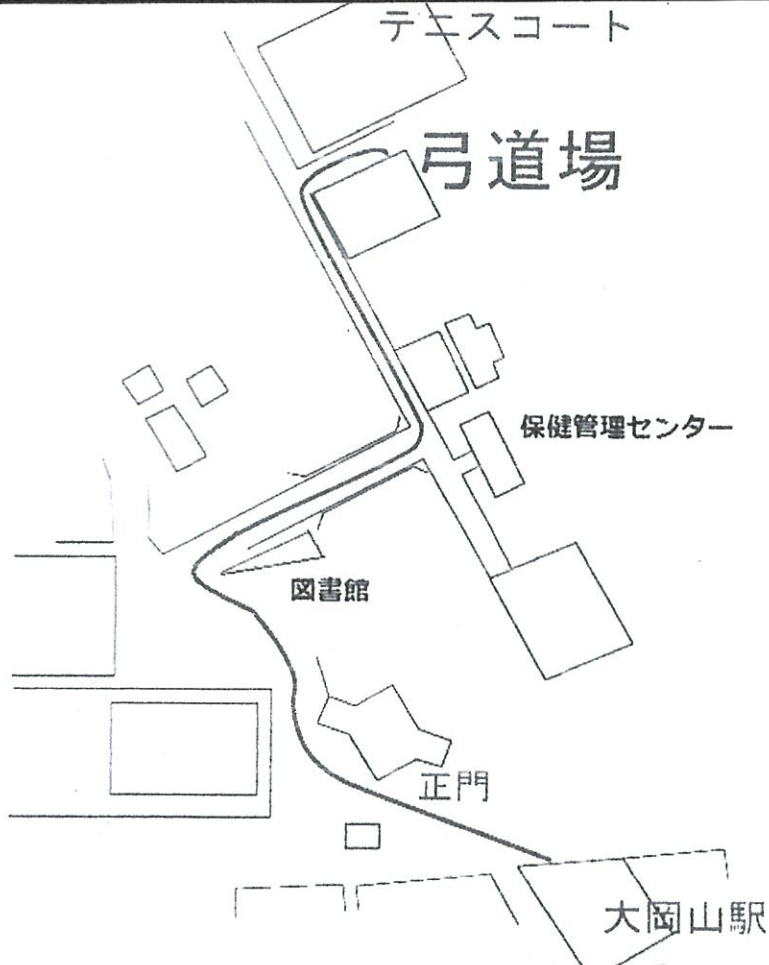 テニスコート
弓道場
保健管理センター
図書館
正門
大岡山駅